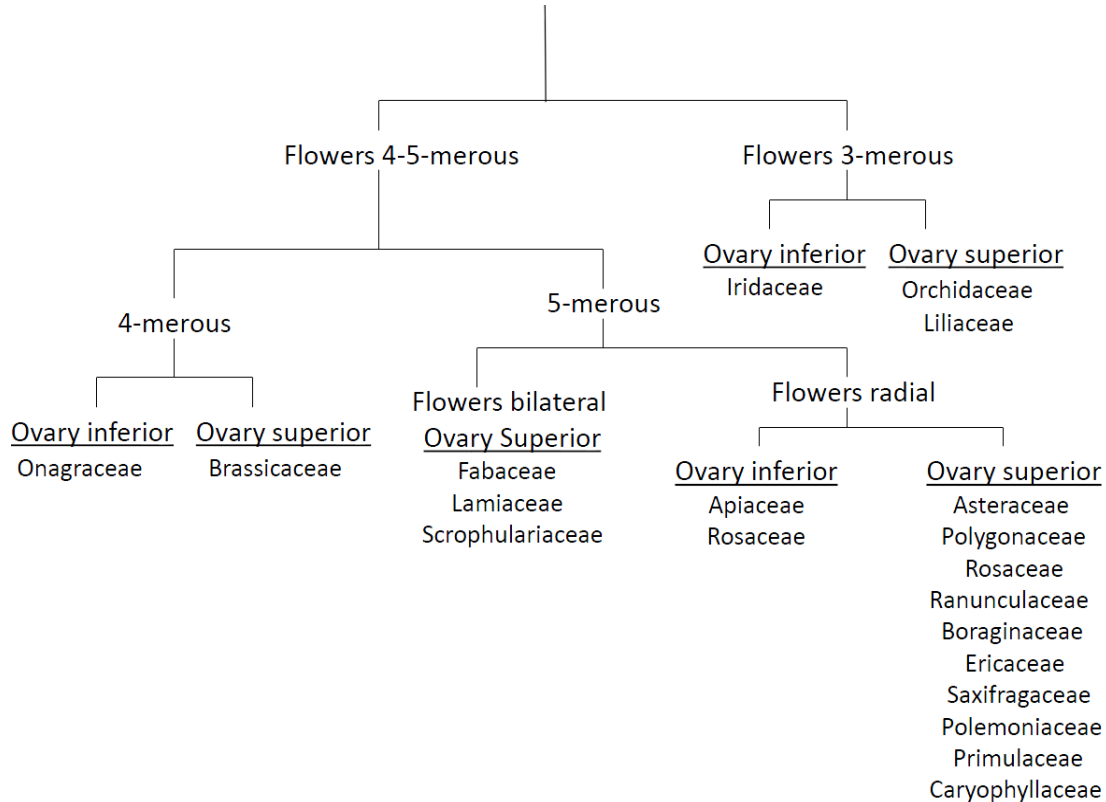 Flowers 4-5-merous
Flowers 3-merous
Ovary inferior
Iridaceae
Ovary superior
Orchidaceae
Liliaceae
4-merous
5-merous
Ovary inferior
Onagraceae
Ovary superior
Brassicaceae
Flowers bilateral
Ovary Superior
Fabaceae
Lamiaceae
Scrophulariaceae
Flowers radial
Ovary inferior
Apiaceae
Rosaceae
Ovary superior
Asteraceae
Polygonaceae
Rosaceae
Ranunculaceae
Boraginaceae
Ericaceae
Saxifragaceae
Polemoniaceae
Primulaceae
Caryophyllaceae